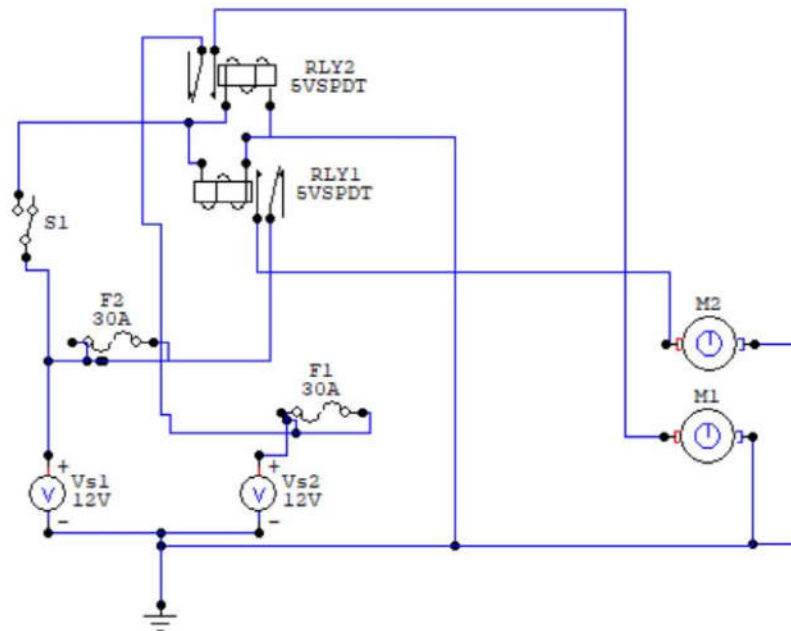 RLY2
5VSPDT
RLY1
5VSPDT
S1
F2
30A
M2
F1
30A
M1
+
Vs1
V
12V
-
+
Vs2
V
12V
-